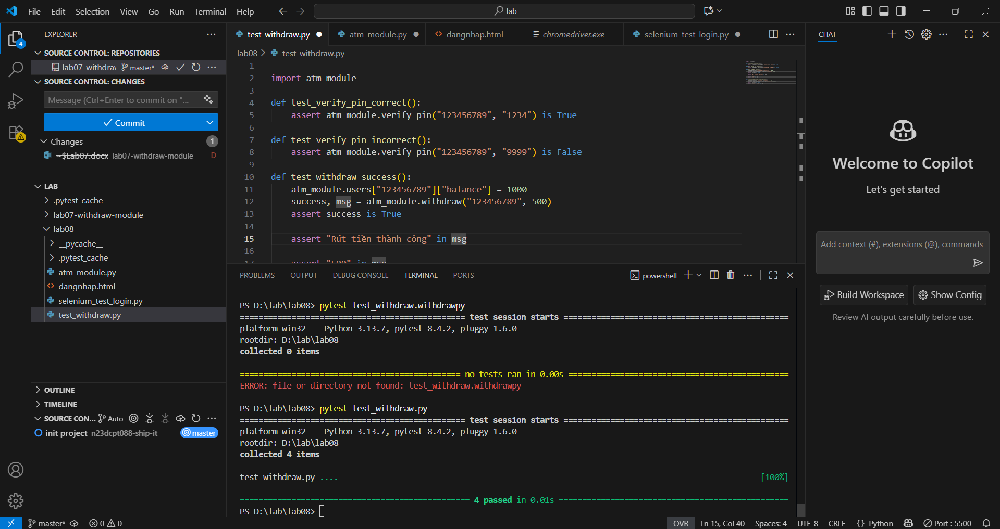 File Edit Selection View Go Run Terminal Help
lab
EXPLORER
SOURCE CONTROL: REPOSITORIES
lab07-withdraw master*
SOURCE CONTROL: CHANGES
Message (Ctrl+Enter to commit on "...
Commit
Changes 1
~$Lab07.docx lab07-withdraw-module D
LAB
.pytest_cache
lab07-withdraw-module
lab08
__pycache__
.pytest_cache
atm_module.py
dangnhap.html
selenium_test_login.py
test_withdraw.py
OUTLINE
TIMELINE
SOURCE CON... Auto
init project n23dcpt088-ship-it master
4
test_withdraw.py atm_module.py dangnhap.html chromedriver.exe selenium_test_login.py
lab08 > test_withdraw.py
1
2 import atm_module
3
4 def test_verify_pin_correct():
5 assert atm_module.verify_pin("123456789", "1234") is True
6
7 def test_verify_pin_incorrect():
8 assert atm_module.verify_pin("123456789", "9999") is False
9
10 def test_withdraw_success():
11 atm_module.users["123456789"]["balance"] = 1000
12 success, msg = atm_module.withdraw("123456789", 500)
13 assert success is True
14
15 assert "Rút tiền thành công" in msg
16
17 assert "500" in msg
PROBLEMS OUTPUT DEBUG CONSOLE TERMINAL PORTS
powershell
PS D:\lab\lab08> pytest test_withdraw.withdrawpy
================================================ test session starts ================================================
platform win32 -- Python 3.13.7, pytest-8.4.2, pluggy-1.6.0
rootdir: D:\lab\lab08
collected 0 items
=============================================== no tests ran in 0.00s ===============================================
ERROR: file or directory not found: test_withdraw.withdrawpy
PS D:\lab\lab08> pytest test_withdraw.py
================================================ test session starts ================================================
platform win32 -- Python 3.13.7, pytest-8.4.2, pluggy-1.6.0
rootdir: D:\lab\lab08
collected 4 items
test_withdraw.py .... [100%]
================================================= 4 passed in 0.01s =================================================
PS D:\lab\lab08>
CHAT
Welcome to Copilot
Let's get started
Add context (#), extensions (@), commands
Build Workspace Show Config
Review AI output carefully before use.
master* 0 0
OVR Ln 15, Col 40 Spaces: 4 UTF-8 CRLF {} Python Port : 5500